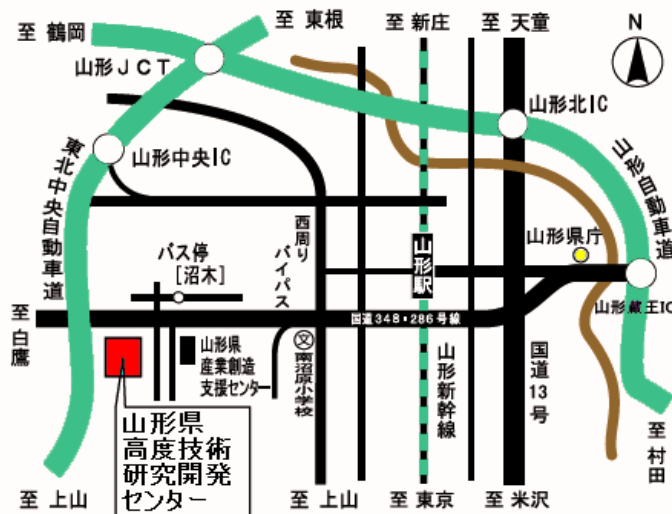 至 鶴岡
至 東根
至 新庄
至 天童
N
山形JCT
山形北IC
山形中央IC
東北中央自動車道
山形自動車道
西周り
バイパス
バス停
[沼木]
山形駅
山形県庁
山形蔵王IC
至 白鷹
国道348・286号線
山形県
産業創造
支援センター
文
南沼原小学校
山形新幹線
国道13号
山形県
高度技術
研究開発
センター
至 村田
至 上山
至 上山
至 東京
至 米沢